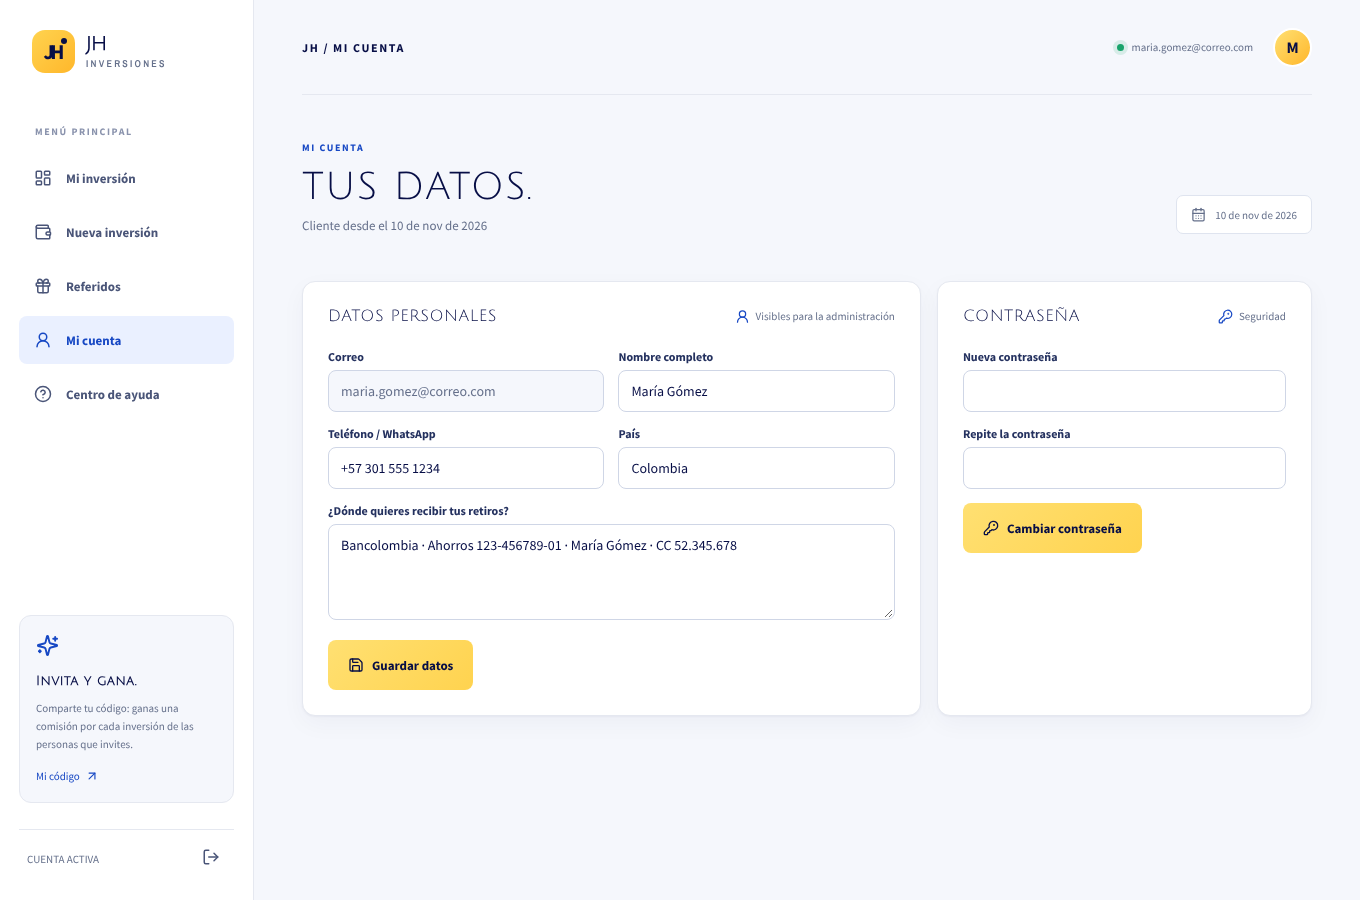 JH
JH
INVERSIONES
MENÚ PRINCIPAL
Mi inversión
Nueva inversión
Referidos
Mi cuenta
Centro de ayuda
INVITA Y GANA.
Comparte tu código: ganas una
comisión por cada inversión de las
personas que invites.
Mi código
CUENTA ACTIVA
JH / MI CUENTA
maria.gomez@correo.com
M
MI CUENTA
TUS DATOS.
Cliente desde el 10 de nov de 2026
10 de nov de 2026
DATOS PERSONALES
Visibles para la administración
Correo
Nombre completo
maria.gomez@correo.com
María Gómez
Teléfono / WhatsApp
País
+57 301 555 1234
Colombia
¿Dónde quieres recibir tus retiros?
Bancolombia · Ahorros 123-456789-01 · María Gómez · CC 52.345.678
Guardar datos
CONTRASEÑA
Seguridad
Nueva contraseña
Repite la contraseña
Cambiar contraseña